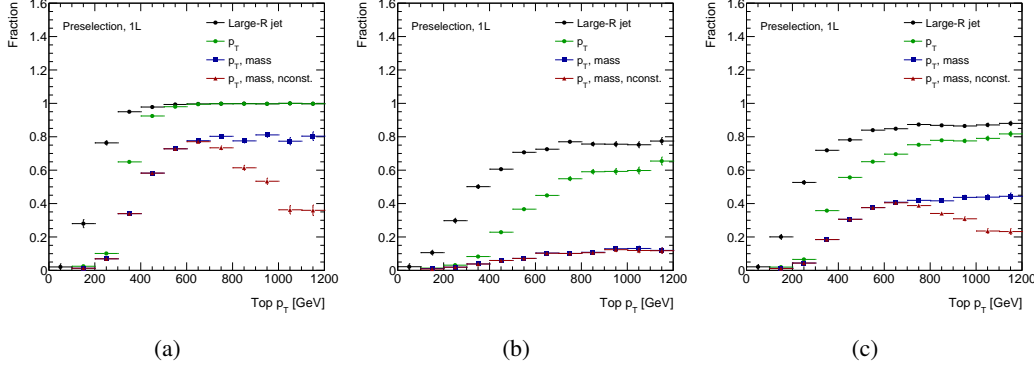 Fraction
1.6
1.4
1.2
1
0.8
0.6
0.4
0.2
0
Preselection, 1L
Large-R jet
p_T
p_T, mass
p_T, mass, nconst.
0 200 400 600 800 1000 1200
Top p_T [GeV]
(a)
Fraction
1.6
1.4
1.2
1
0.8
0.6
0.4
0.2
0
Preselection, 1L
Large-R jet
p_T
p_T, mass
p_T, mass, nconst.
0 200 400 600 800 1000 1200
Top p_T [GeV]
(b)
Fraction
1.6
1.4
1.2
1
0.8
0.6
0.4
0.2
0
Preselection, 1L
Large-R jet
p_T
p_T, mass
p_T, mass, nconst.
0 200 400 600 800 1000 1200
Top p_T [GeV]
(c)